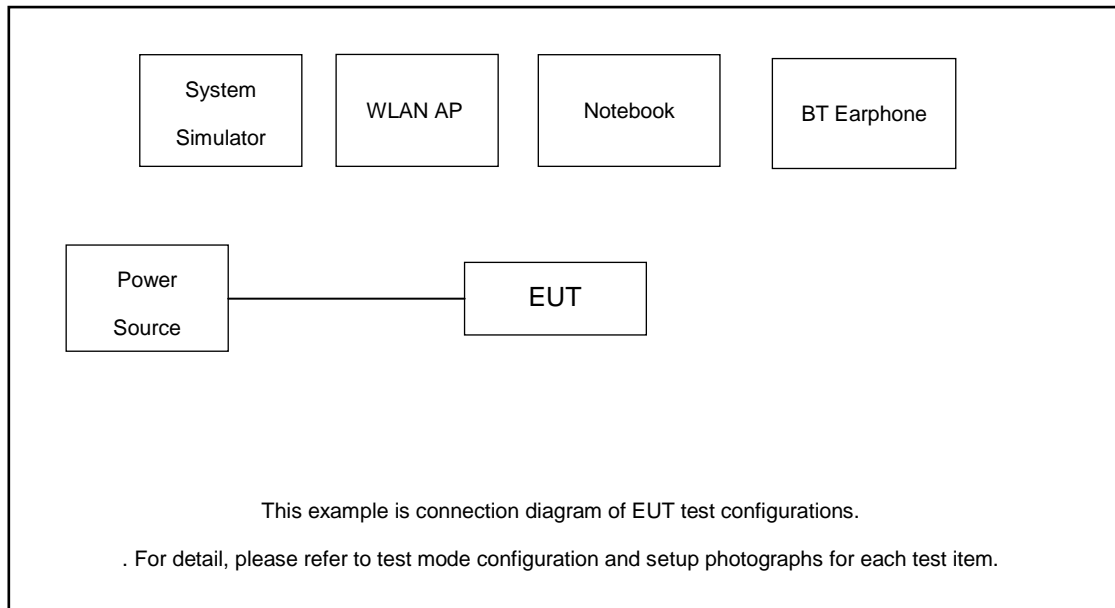 System
Simulator
WLAN AP
Notebook
BT Earphone
Power
Source
EUT
This example is connection diagram of EUT test configurations.
. For detail, please refer to test mode configuration and setup photographs for each test item.